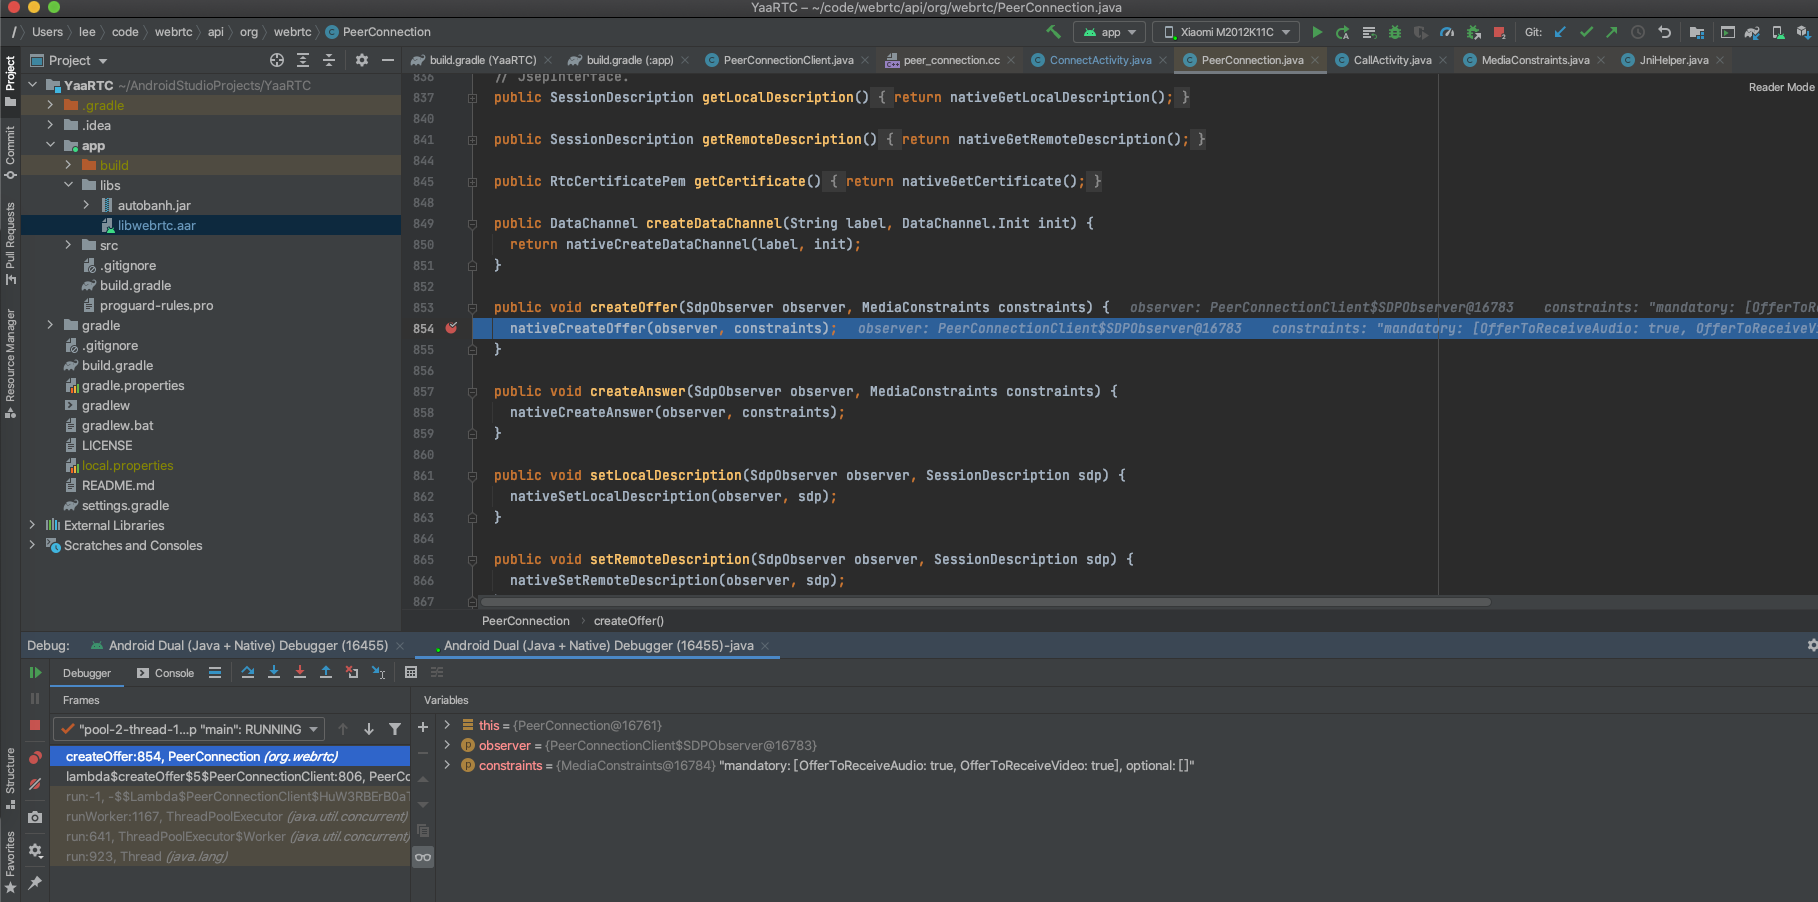 YaaRTC – ~/code/webrtc/api/org/webrtc/PeerConnection.java
/ Users lee code webrtc api org webrtc PeerConnection
app Xiaomi M2012K11C Git:
Project
build.gradle (YaaRTC) build.gradle (:app) PeerConnectionClient.java peer_connection.cc ConnectActivity.java PeerConnection.java CallActivity.java MediaConstraints.java JniHelper.java
Project
Commit
Pull Requests
Resource Manager
Structure
Favorites
YaaRTC ~/AndroidStudioProjects/YaaRTC
.gradle
.idea
app
build
libs
autobanh.jar
libwebrtc.aar
src
.gitignore
build.gradle
proguard-rules.pro
gradle
.gitignore
build.gradle
gradle.properties
gradlew
gradlew.bat
LICENSE
local.properties
README.md
settings.gradle
External Libraries
Scratches and Consoles
Reader Mode
836 // JsepInterface.
837 public SessionDescription getLocalDescription() { return nativeGetLocalDescription(); }
840
841 public SessionDescription getRemoteDescription() { return nativeGetRemoteDescription(); }
844
845 public RtcCertificatePem getCertificate() { return nativeGetCertificate(); }
848
849 public DataChannel createDataChannel(String label, DataChannel.Init init) {
850 return nativeCreateDataChannel(label, init);
851 }
852
853 public void createOffer(SdpObserver observer, MediaConstraints constraints) { observer: PeerConnectionClient$SDPObserver@16783 constraints: "mandatory: [OfferToR
854 nativeCreateOffer(observer, constraints); observer: PeerConnectionClient$SDPObserver@16783 constraints: "mandatory: [OfferToReceiveAudio: true, OfferToReceiveVi
855 }
856
857 public void createAnswer(SdpObserver observer, MediaConstraints constraints) {
858 nativeCreateAnswer(observer, constraints);
859 }
860
861 public void setLocalDescription(SdpObserver observer, SessionDescription sdp) {
862 nativeSetLocalDescription(observer, sdp);
863 }
864
865 public void setRemoteDescription(SdpObserver observer, SessionDescription sdp) {
866 nativeSetRemoteDescription(observer, sdp);
867
PeerConnection createOffer()
Debug: Android Dual (Java + Native) Debugger (16455) Android Dual (Java + Native) Debugger (16455)-java
Debugger Console
Frames
"pool-2-thread-1...p "main": RUNNING
createOffer:854, PeerConnection (org.webrtc)
lambda$createOffer$5$PeerConnectionClient:806, PeerCo
run:-1, -$$Lambda$PeerConnectionClient$HuW3RBErB0a
runWorker:1167, ThreadPoolExecutor (java.util.concurrent)
run:641, ThreadPoolExecutor$Worker (java.util.concurrent)
run:923, Thread (java.lang)
Variables
this = {PeerConnection@16761}
observer = {PeerConnectionClient$SDPObserver@16783}
constraints = {MediaConstraints@16784} "mandatory: [OfferToReceiveAudio: true, OfferToReceiveVideo: true], optional: []"